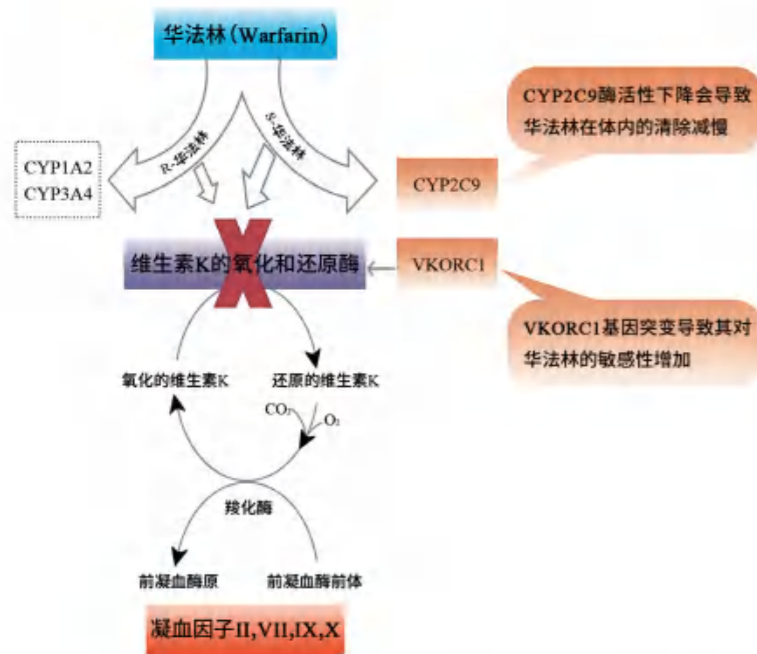 华法林(Warfarin)
CYP2C9酶活性下降会导致
华法林在体内的清除减慢
R-华法林
S-华法林
CYP1A2
CYP3A4
CYP2C9
维生素K的氧化和还原酶
VKORC1
VKORC1基因突变导致其对
华法林的敏感性增加
氧化的维生素K
还原的维生素K
CO₂
O₂
羧化酶
前凝血酶原
前凝血酶前体
凝血因子II,VII,IX,X